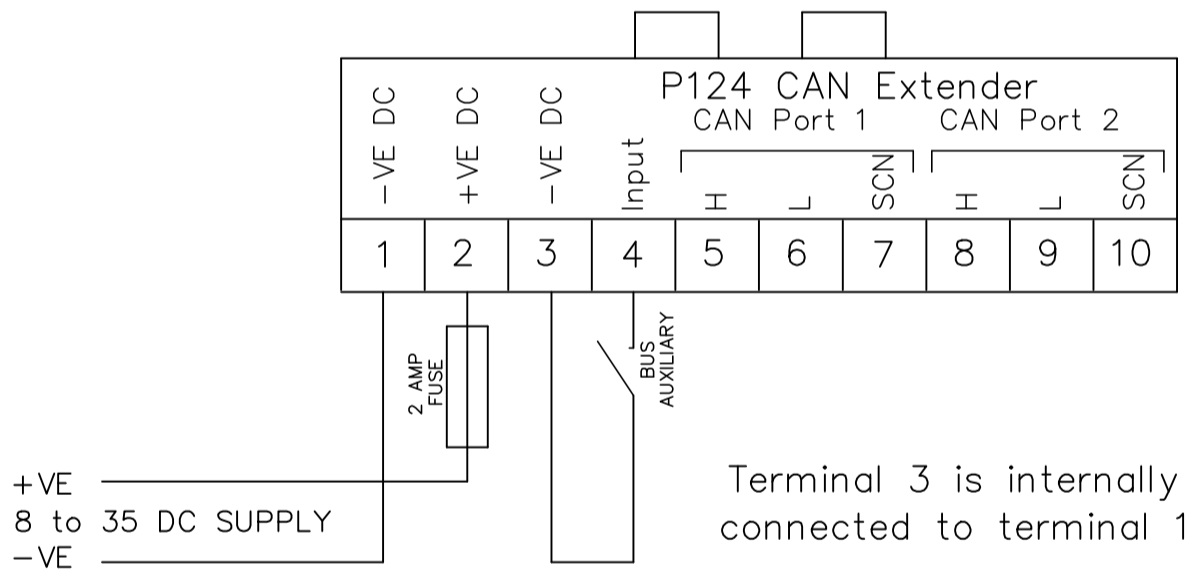 P124 CAN Extender
CAN Port 1
CAN Port 2
-VE DC
+VE DC
-VE DC
Input
H
L
SCN
H
L
SCN
1
2
3
4
5
6
7
8
9
10
2 AMP
FUSE
BUS
AUXILIARY
+VE
8 to 35 DC SUPPLY
-VE
Terminal 3 is internally
connected to terminal 1